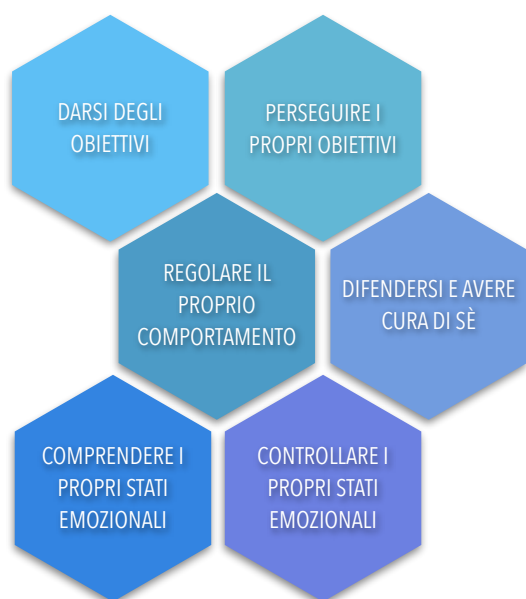 DARSI DEGLI
OBIETTIVI
PERSEGUIRE I
PROPRI OBIETTIVI
REGOLARE IL
PROPRIO
COMPORTAMENTO
DIFENDERSI E AVERE
CURA DI SÈ
COMPRENDERE I
PROPRI STATI
EMOZIONALI
CONTROLLARE I
PROPRI STATI
EMOZIONALI